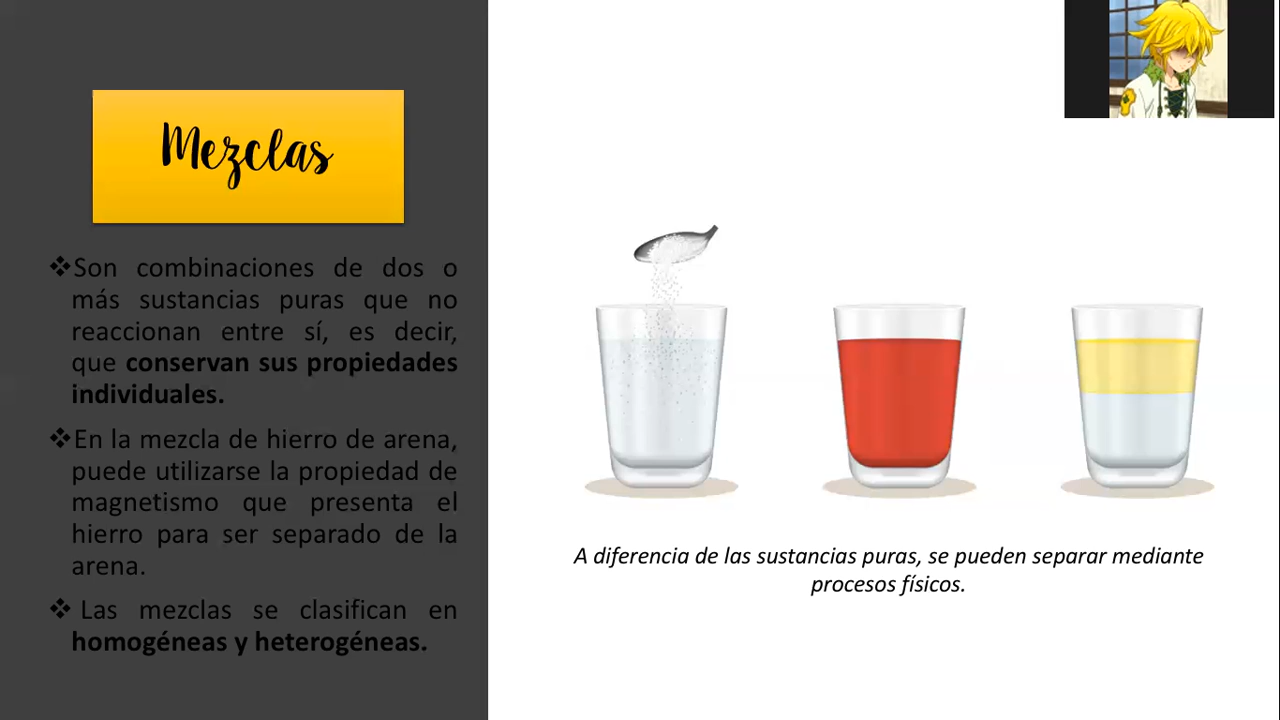 Mezclas
❖Son combinaciones de dos o
más sustancias puras que no
reaccionan entre sí, es decir,
que conservan sus propiedades
individuales.
❖En la mezcla de hierro de arena,
puede utilizarse la propiedad de
magnetismo que presenta el
hierro para ser separado de la
arena.
❖ Las mezclas se clasifican en
homogéneas y heterogéneas.
A diferencia de las sustancias puras, se pueden separar mediante
procesos físicos.